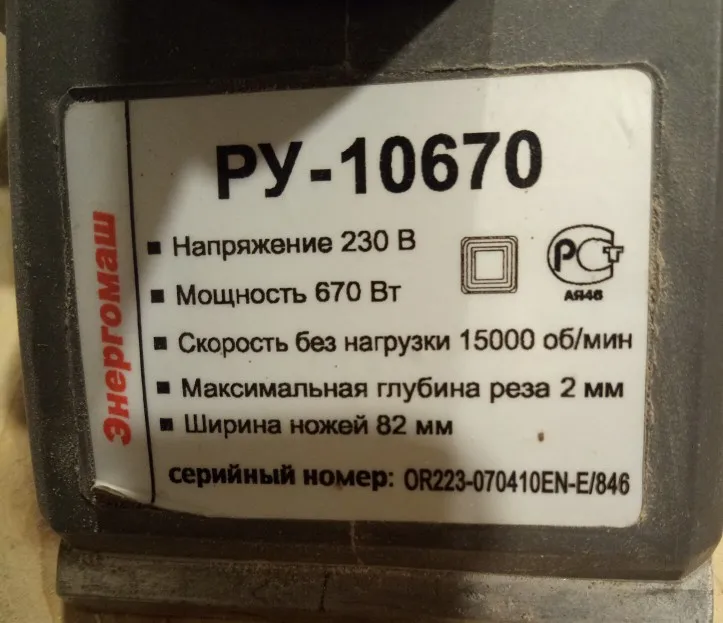 РУ-10670
Энергомаш
▪ Напряжение 230 В
▪ Мощность 670 Вт
▪ Скорость без нагрузки 15000 об/мин
▪ Максимальная глубина реза 2 мм
▪ Ширина ножей 82 мм
РСТ
АЯ46
серийный номер: OR223-070410EN-E/846